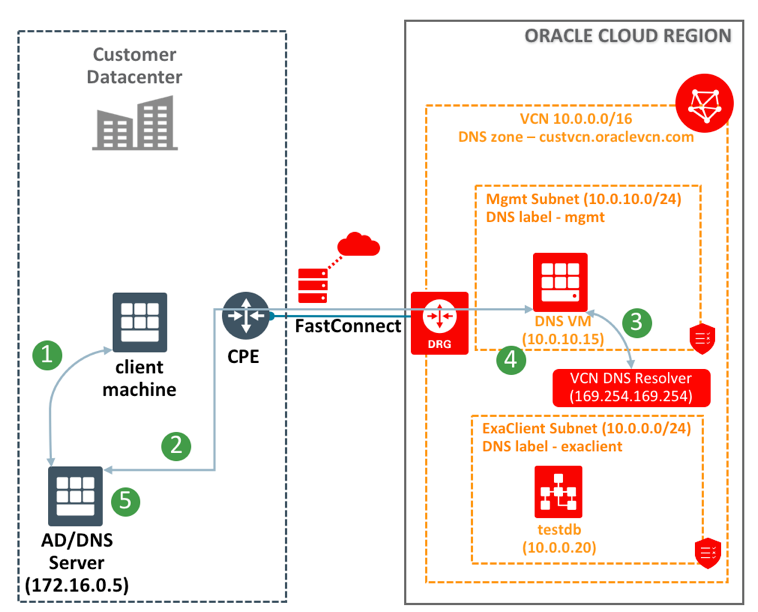 Customer
Datacenter
ORACLE CLOUD REGION
VCN 10.0.0.0/16
DNS zone – custvcn.oraclevcn.com
Mgmt Subnet (10.0.10.0/24)
DNS label - mgmt
DNS VM
(10.0.10.15)
3
VCN DNS Resolver
(169.254.169.254)
4
FastConnect
DRG
CPE
client
machine
1
2
5
AD/DNS
Server
(172.16.0.5)
ExaClient Subnet (10.0.0.0/24)
DNS label - exaclient
testdb
(10.0.0.20)